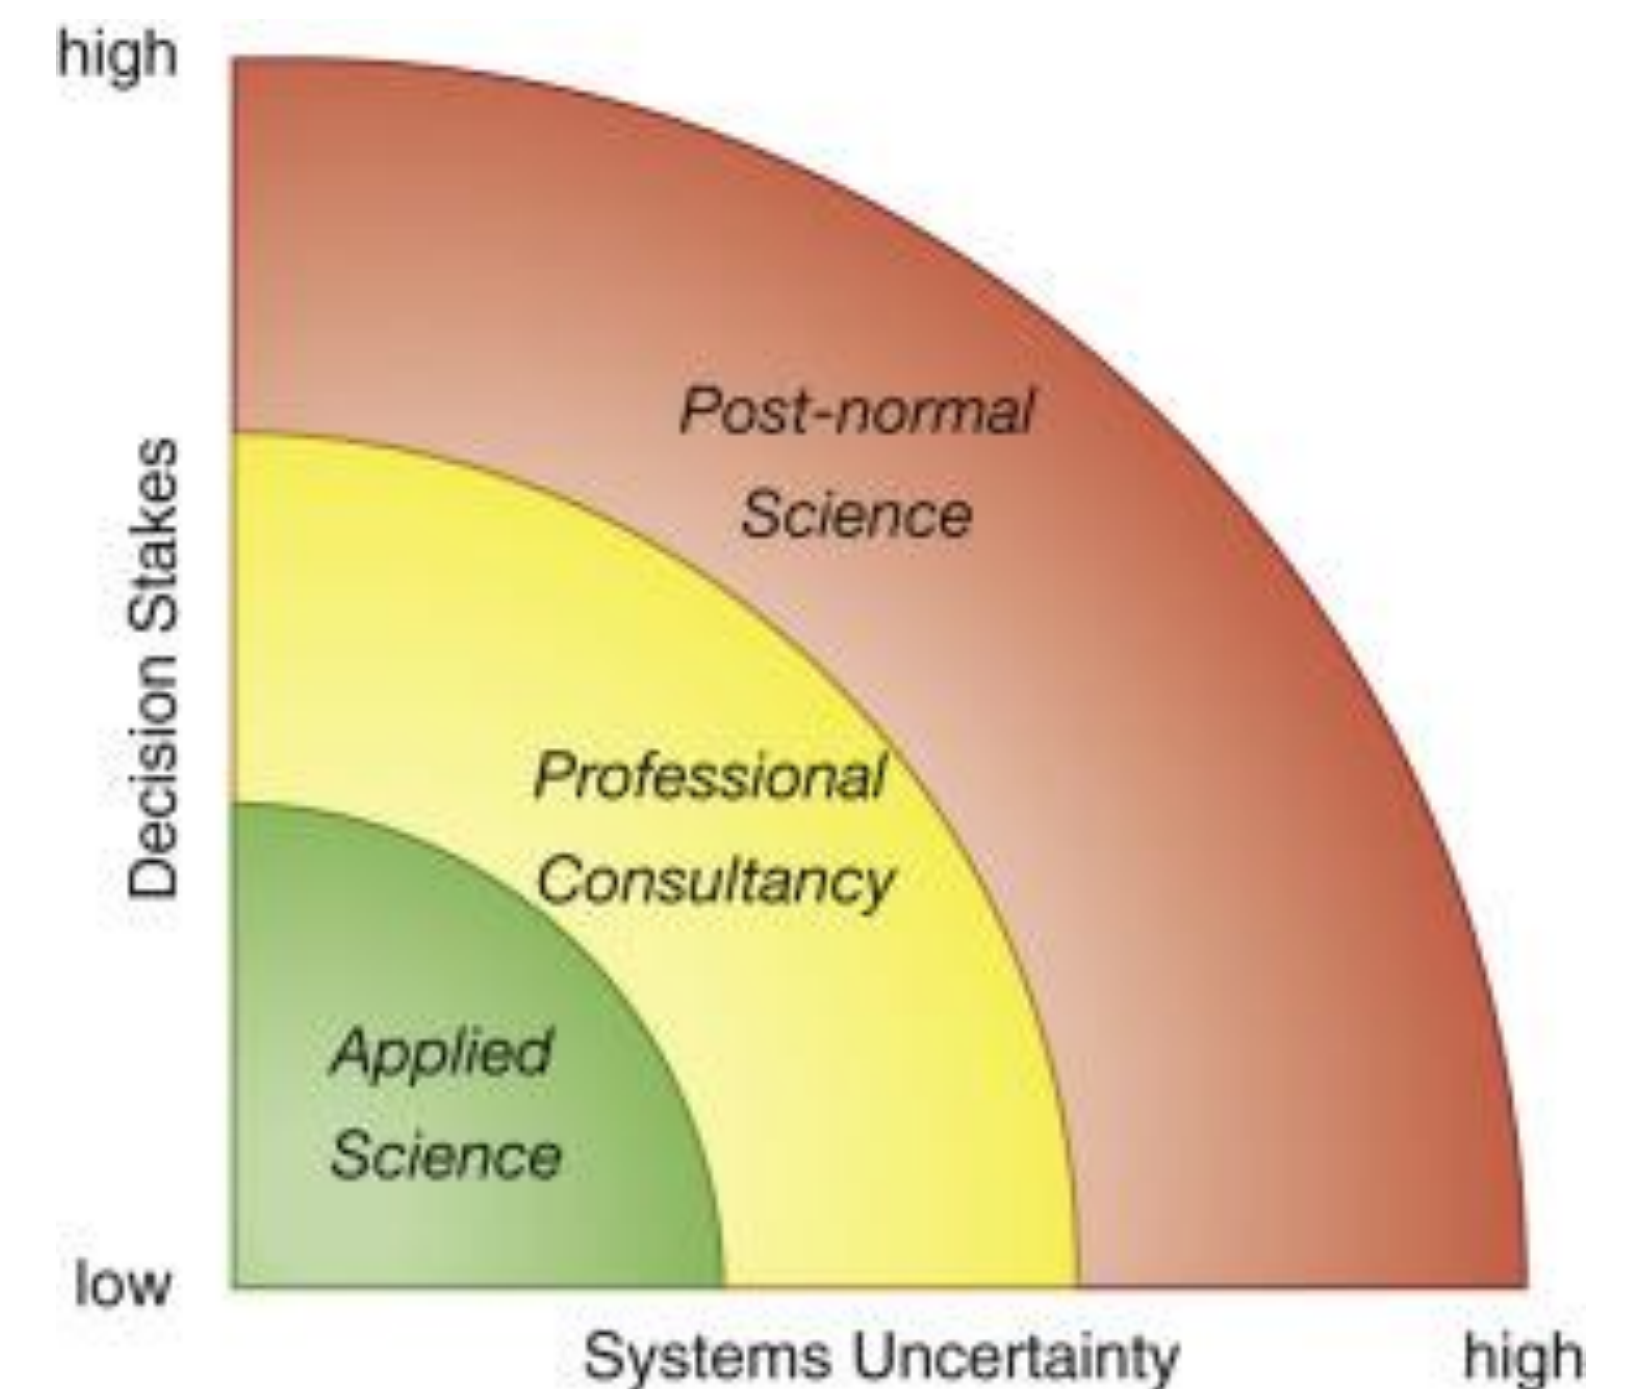 high
Post-normal
Science
Decision Stakes
Professional
Consultancy
Applied
Science
low
Systems Uncertainty
high